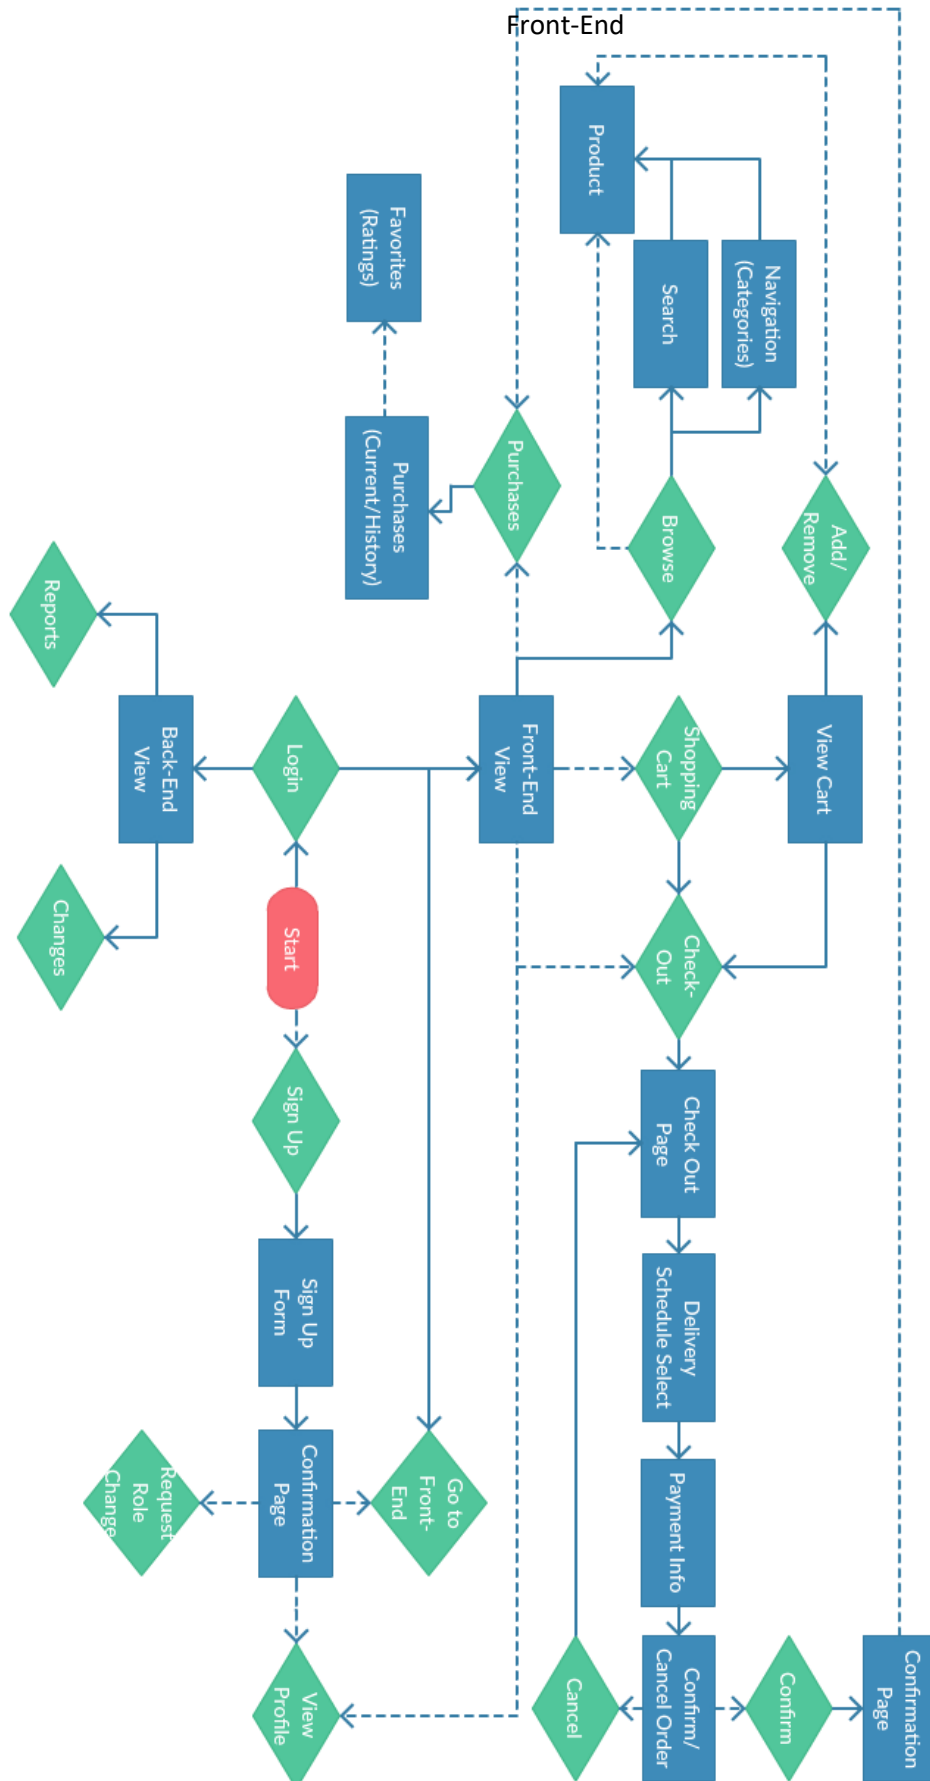 Front-End
Product
Favorites
(Ratings)
Search
Navigation
(Categories)
Purchases
(Current/History)
Purchases
Browse
Add/
Remove
Reports
Back-End
View
Login
Front-End
View
Shopping
Cart
View Cart
Changes
Start
Check-
Out
Sign Up
Check Out
Page
Sign Up
Form
Delivery
Schedule Select
Request
Role
Change
Confirmation
Page
Go to
Front-
End
Payment Info
View
Profile
Cancel
Confirm/
Cancel Order
Confirm
Confirmation
Page